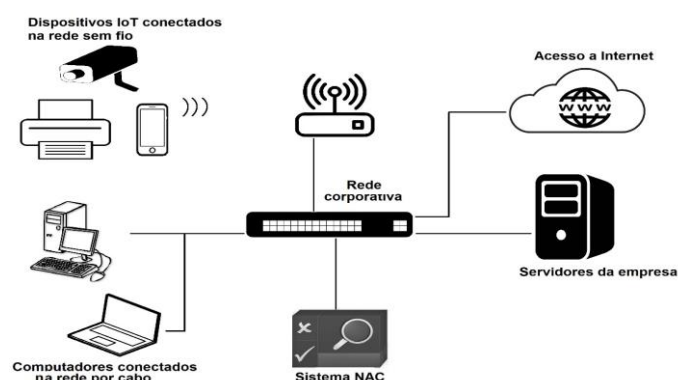 Dispositivos IoT conectados
na rede sem fio
Acesso a Internet
W W W
Rede
corporativa
Servidores da empresa
Computadores conectados
na rede por cabo
Sistema NAC